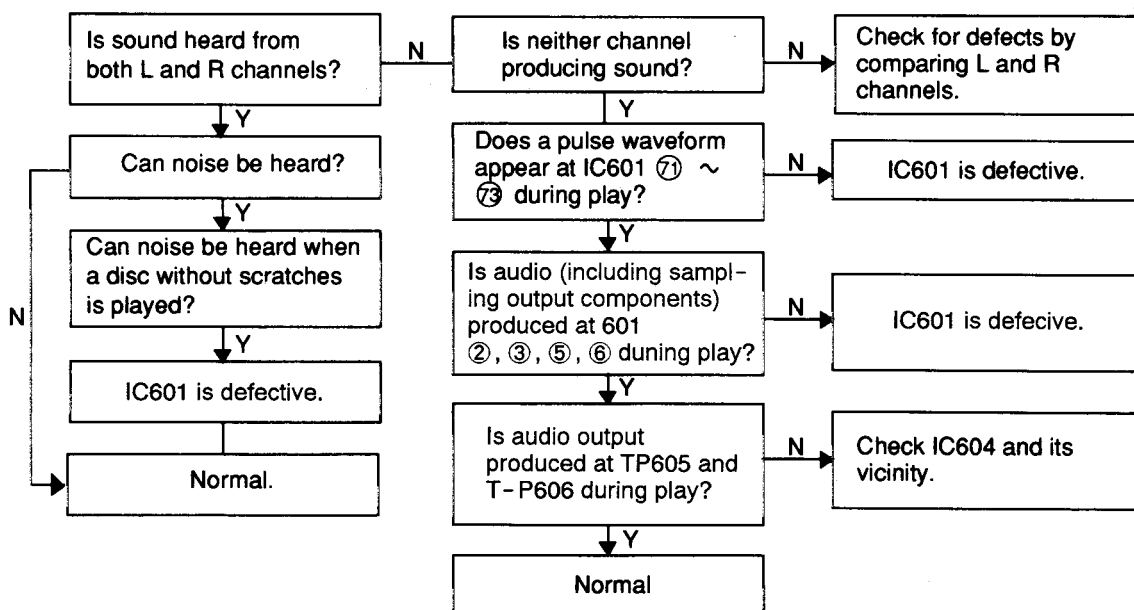 Is sound heard from
both L and R channels?
N
Is neither channel
producing sound?
N
Check for defects by
comparing L and R
channels.
Y
Y
Can noise be heard?
Does a pulse waveform
appear at IC601 ⑦① ~
⑦③ during play?
N
IC601 is defective.
Y
Y
Can noise be heard when
a disc without scratches
is played?
N
Is audio (including sampl-
ing output components)
produced at 601
②, ③, ⑤, ⑥ duning play?
N
IC601 is defecive.
Y
Y
IC601 is defective.
Is audio output
produced at TP605 and
T-P606 during play?
N
Check IC604 and its
vicinity.
Normal.
Y
Normal